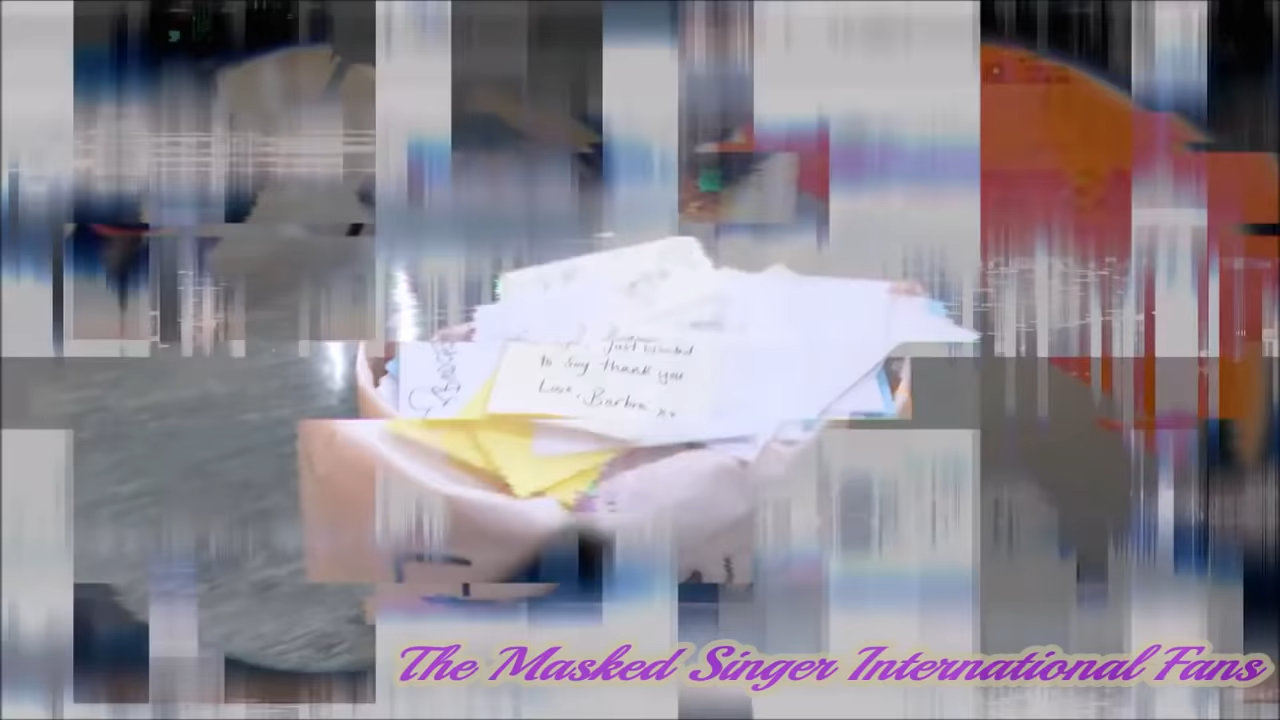 Just wanted
to say thank you
Love, Barbra xx
The Masked Singer International Fans